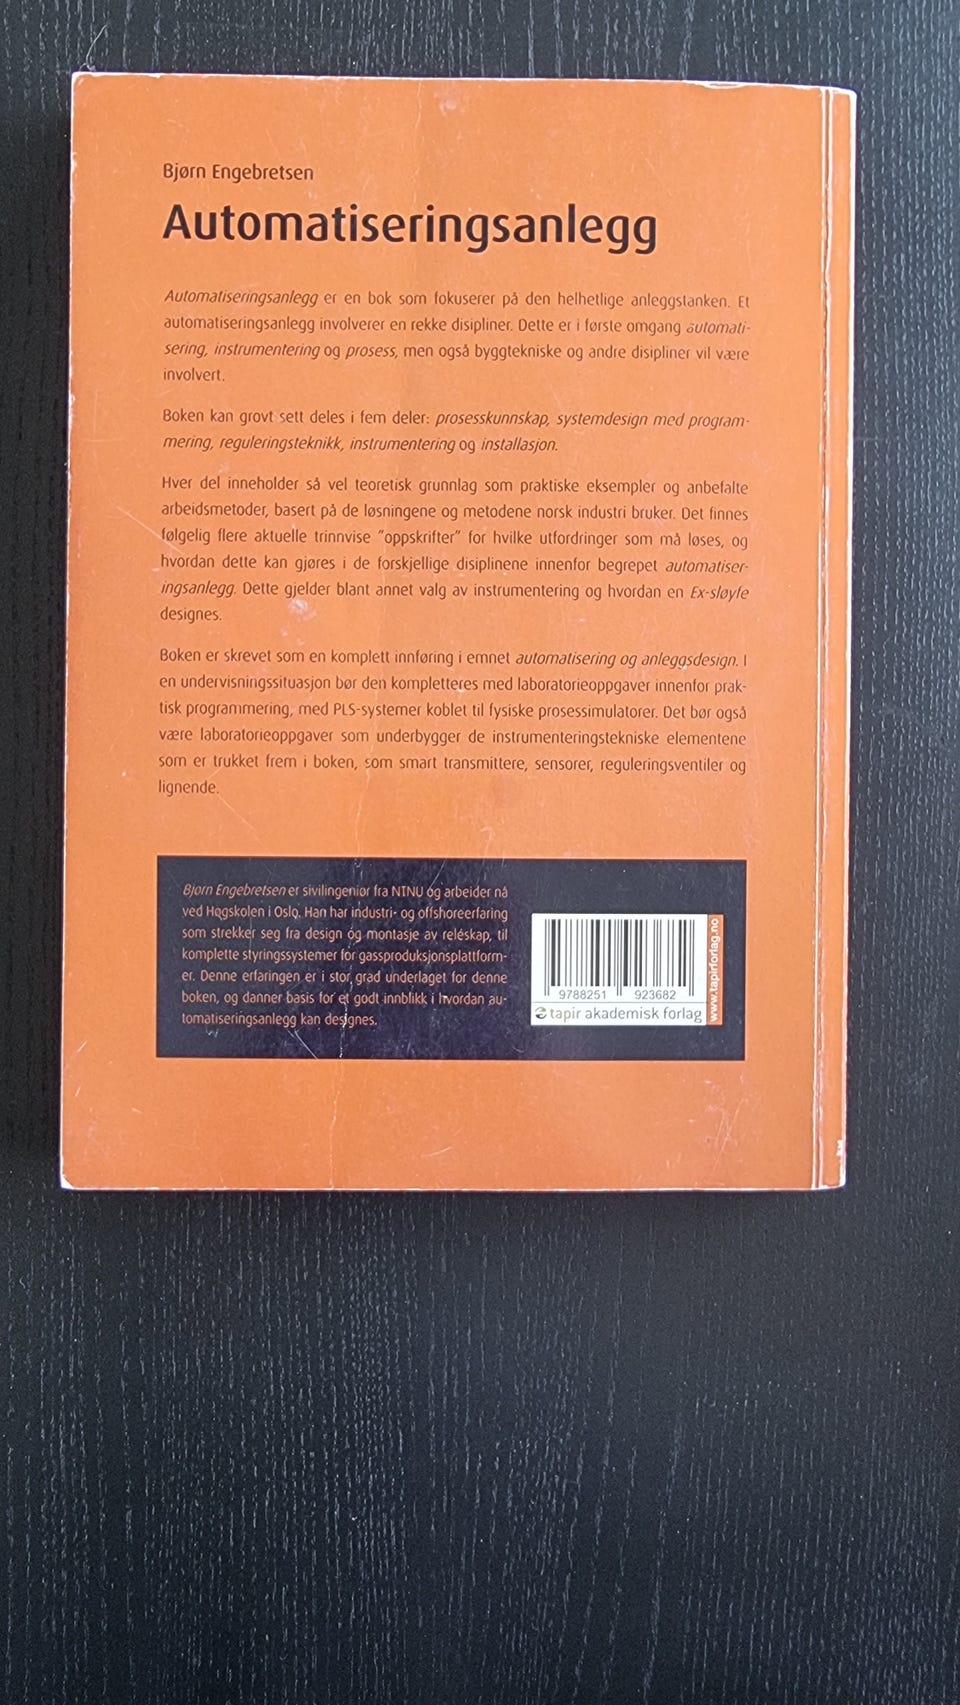 Bjørn Engebretsen
Automatiseringsanlegg
Automatiseringsanlegg er en bok som fokuserer på den helhetlige anleggstanken. Et
automatiseringsanlegg involverer en rekke disipliner. Dette er i første omgang automati-
sering, instrumentering og prosess, men også byggtekniske og andre disipliner vil være
involvert.
Boken kan grovt sett deles i fem deler: prosesskunnskap, systemdesign med program-
mering, reguleringsteknikk, instrumentering og installasjon.
Hver del inneholder så vel teoretisk grunnlag som praktiske eksempler og anbefalte
arbeidsmetoder, basert på de løsningene og metodene norsk industri bruker. Det finnes
følgelig flere aktuelle trinnvise "oppskrifter" for hvilke utfordringer som må løses, og
hvordan dette kan gjøres i de forskjellige disiplinene innenfor begrepet automatiser-
ingsanlegg. Dette gjelder blant annet valg av instrumentering og hvordan en Ex-sløyfe
designes.
Boken er skrevet som en komplett innføring i emnet automatisering og anleggsdesign. I
en undervisningssituasjon bør den kompletteres med laboratorieoppgaver innenfor prak-
tisk programmering, med PLS-systemer koblet til fysiske prosessimulatorer. Det bør også
være laboratorieoppgaver som underbygger de instrumenteringstekniske elementene
som er trukket frem i boken, som smart transmittere, sensorer, reguleringsventiler og
lignende.
Bjørn Engebretsen er sivilingeniør fra NTNU og arbeider nå
ved Høgskolen i Oslo. Han har industri- og offshoreerfaring
som strekker seg fra design og montasje av reléskap, til
komplette styringssystemer for gassproduksjonsplattform-
er. Denne erfaringen er i stor grad underlaget for denne
boken, og danner basis for et godt innblikk i hvordan au-
tomatiseringsanlegg kan designes.
9788251 923682
tapir akademisk forlag
www.tapirforlag.no